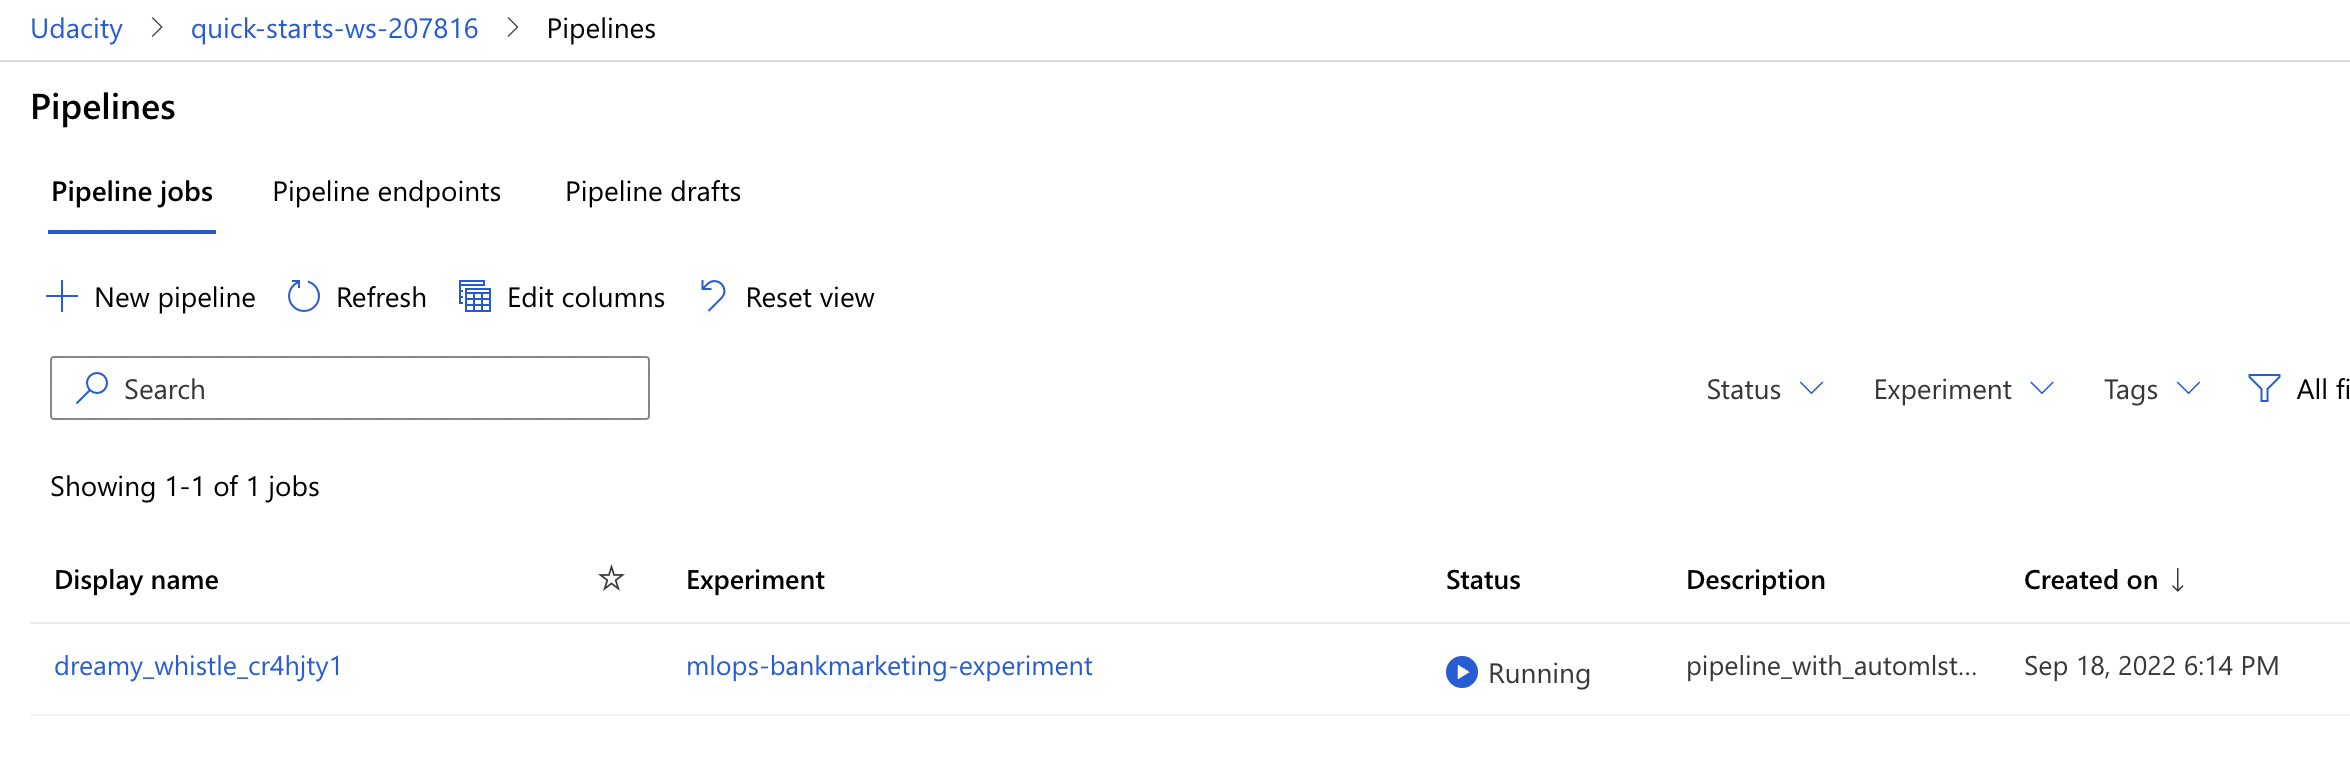 Udacity > quick-starts-ws-207816 > Pipelines
Pipelines
Pipeline jobs Pipeline endpoints Pipeline drafts
New pipeline Refresh Edit columns Reset view
Search Status Experiment Tags All fi
Showing 1-1 of 1 jobs
Display name Experiment Status Description Created on ↓
dreamy_whistle_cr4hjty1 mlops-bankmarketing-experiment Running pipeline_with_automlst... Sep 18, 2022 6:14 PM